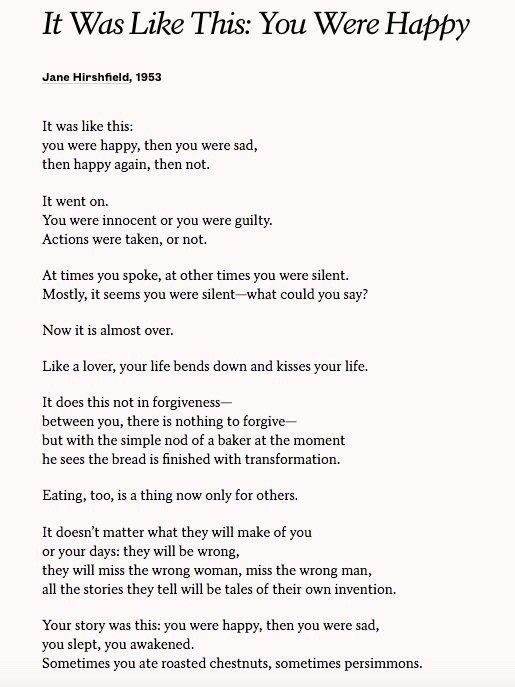 It Was Like This: You Were Happy
Jane Hirshfield, 1953
It was like this:
you were happy, then you were sad,
then happy again, then not.
It went on.
You were innocent or you were guilty.
Actions were taken, or not.
At times you spoke, at other times you were silent.
Mostly, it seems you were silent—what could you say?
Now it is almost over.
Like a lover, your life bends down and kisses your life.
It does this not in forgiveness—
between you, there is nothing to forgive—
but with the simple nod of a baker at the moment
he sees the bread is finished with transformation.
Eating, too, is a thing now only for others.
It doesn’t matter what they will make of you
or your days: they will be wrong,
they will miss the wrong woman, miss the wrong man,
all the stories they tell will be tales of their own invention.
Your story was this: you were happy, then you were sad,
you slept, you awakened.
Sometimes you ate roasted chestnuts, sometimes persimmons.